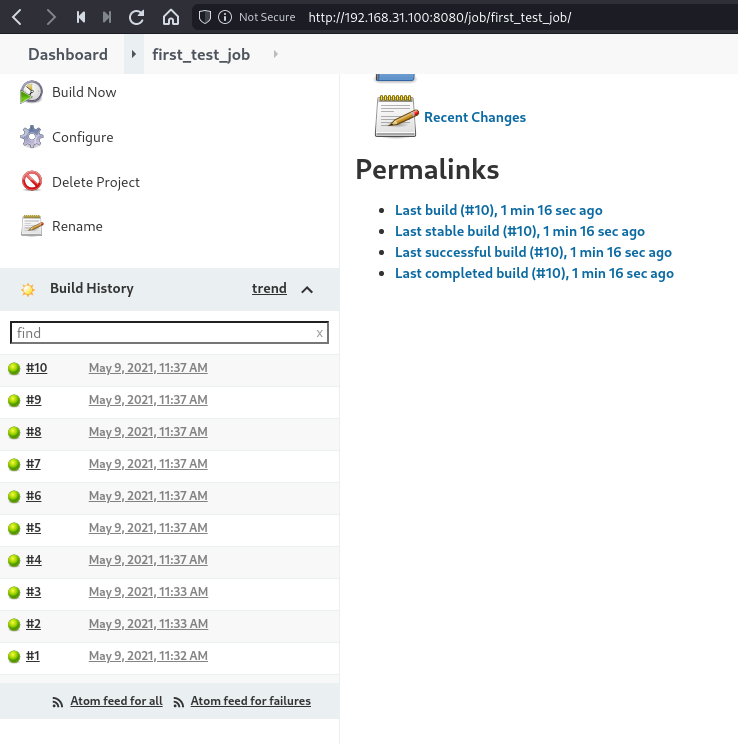 Not Secure http://192.168.31.100:8080/job/first_test_job/
Dashboard first_test_job
Build Now
Configure
Delete Project
Rename
Build History trend
find x
#10 May 9, 2021, 11:37 AM
#9 May 9, 2021, 11:37 AM
#8 May 9, 2021, 11:37 AM
#7 May 9, 2021, 11:37 AM
#6 May 9, 2021, 11:37 AM
#5 May 9, 2021, 11:37 AM
#4 May 9, 2021, 11:37 AM
#3 May 9, 2021, 11:33 AM
#2 May 9, 2021, 11:33 AM
#1 May 9, 2021, 11:32 AM
Atom feed for all Atom feed for failures
Recent Changes
Permalinks
Last build (#10), 1 min 16 sec ago
Last stable build (#10), 1 min 16 sec ago
Last successful build (#10), 1 min 16 sec ago
Last completed build (#10), 1 min 16 sec ago